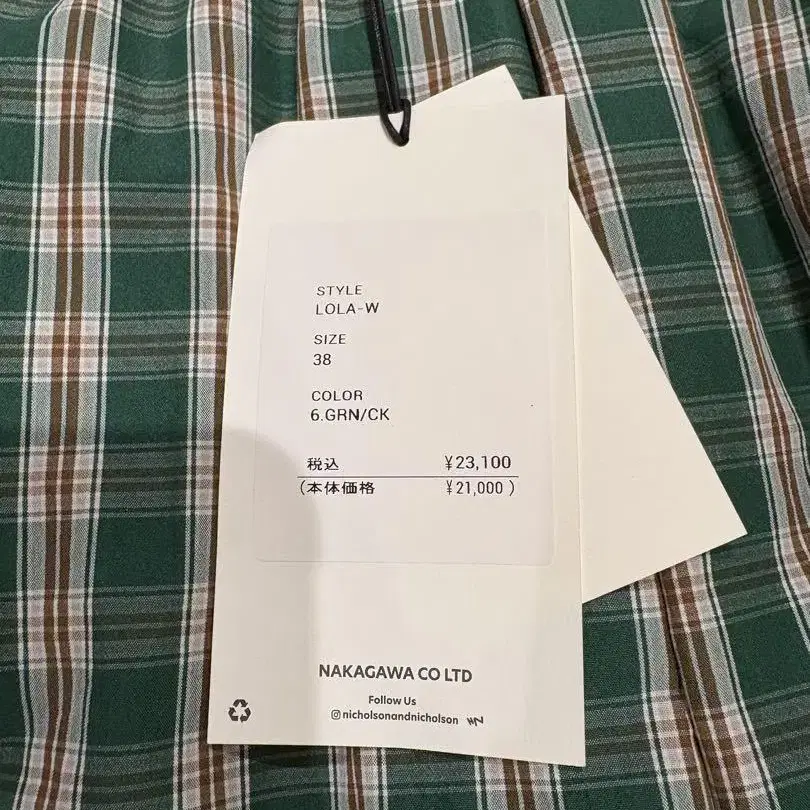 STYLE
LOLA-W
SIZE
38
COLOR
6.GRN/CK
税込 ¥23,100
(本体価格 ¥21,000 )
NAKAGAWA CO LTD
Follow Us
nicholsonandnicholson